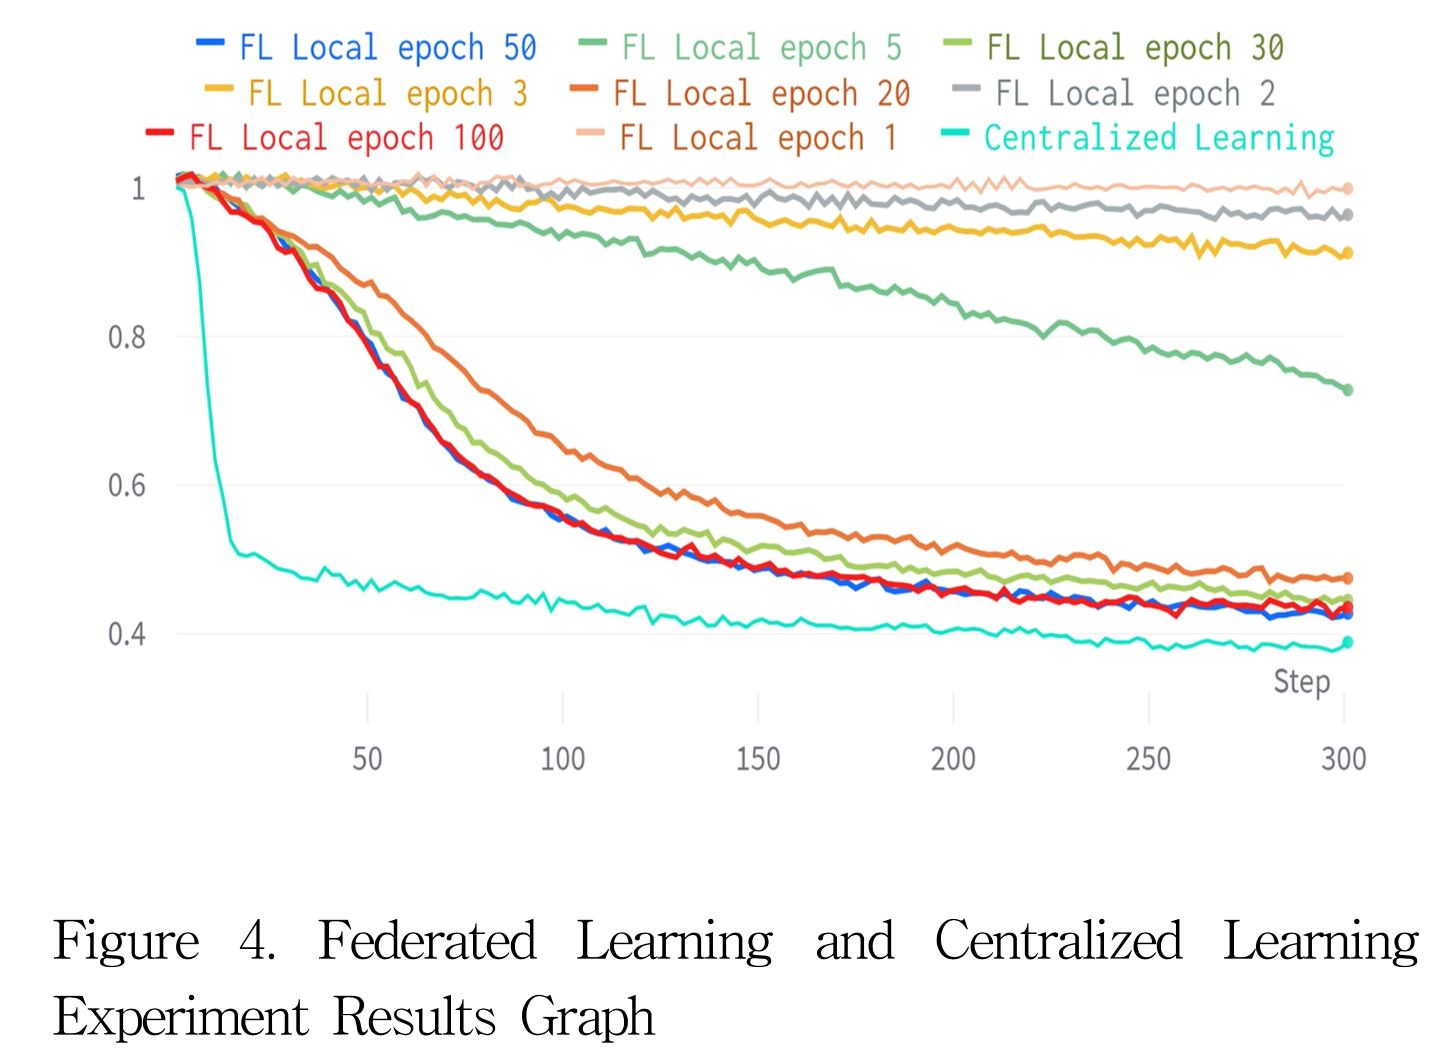 FL Local epoch 50 FL Local epoch 5 FL Local epoch 30
FL Local epoch 3 FL Local epoch 20 FL Local epoch 2
FL Local epoch 100 FL Local epoch 1 Centralized Learning
1
0.8
0.6
0.4
Step
50 100 150 200 250 300
Figure 4. Federated Learning and Centralized Learning
Experiment Results Graph